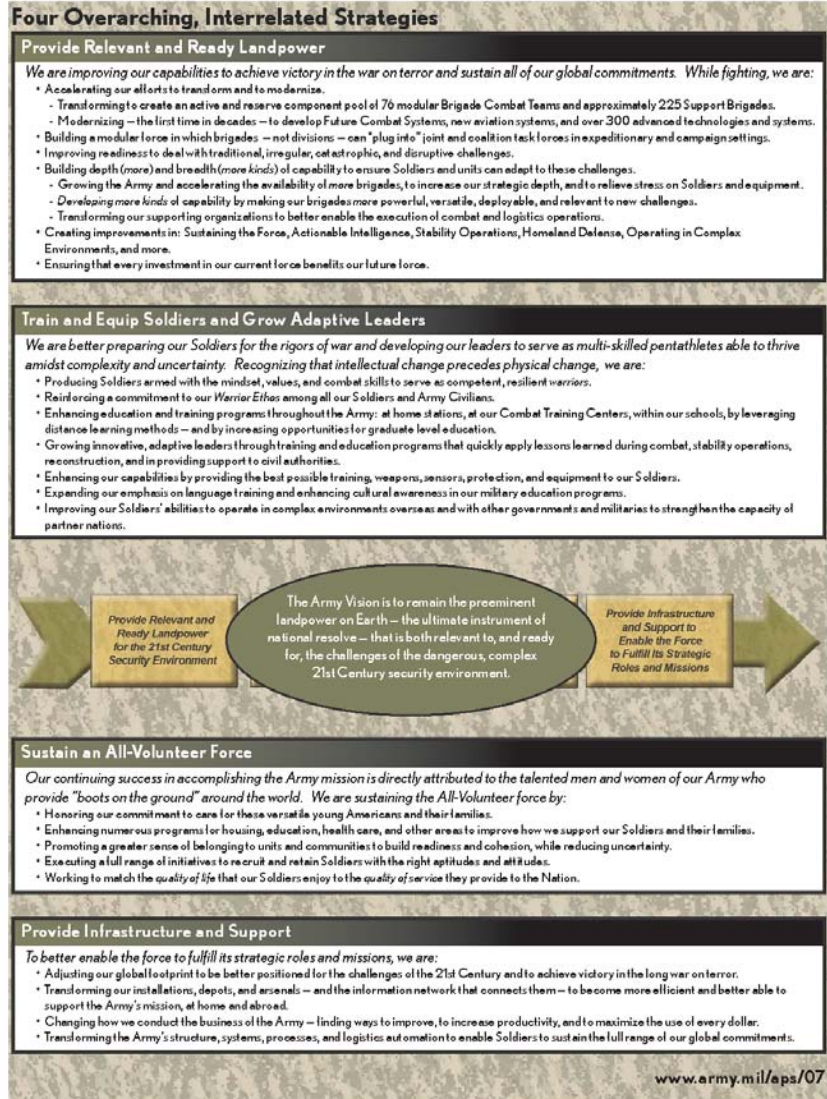 Four Overarching, Interrelated Strategies
Provide Relevant and Ready Landpower
We are improving our capabilities to achieve victory in the war on terror and sustain all of our global commitments. While fighting, we are:
• Accelerating our efforts to transform and to modernize.
- Transforming to create an active and reserve component pool of 76 modular Brigade Combat Teams and approximately 225 Support Brigades.
- Modernizing – the first time in decades – to develop Future Combat Systems, new aviation systems, and over 300 advanced technologies and systems.
• Building a modular force in which brigades – not divisions – can "plug into" joint and coalition task forces in expeditionary and campaign settings.
• Improving readiness to deal with traditional, irregular, catastrophic, and disruptive challenges.
• Building depth (more) and breadth (more kinds) of capability to ensure Soldiers and units can adapt to these challenges.
- Growing the Army and accelerating the availability of more brigades, to increase our strategic depth, and to relieve stress on Soldiers and equipment.
- Developing more kinds of capability by making our brigades more powerful, versatile, deployable, and relevant to new challenges.
- Transforming our supporting organizations to better enable the execution of combat and logistics operations.
• Creating improvements in: Sustaining the Force, Actionable Intelligence, Stability Operations, Homeland Defense, Operating in Complex
Environments, and more.
• Ensuring that every investment in our current force benefits our future force.
Train and Equip Soldiers and Grow Adaptive Leaders
We are better preparing our Soldiers for the rigors of war and developing our leaders to serve as multi-skilled pentathletes able to thrive
amidst complexity and uncertainty. Recognizing that intellectual change precedes physical change, we are:
• Producing Soldiers armed with the mindset, values, and combat skills to serve as competent, resilient warriors.
• Reinforcing a commitment to our Warrior Ethos among all our Soldiers and Army Civilians.
• Enhancing education and training programs throughout the Army: at home stations, at our Combat Training Centers, within our schools, by leveraging
distance learning methods – and by increasing opportunities for graduate level education.
• Growing innovative, adaptive leaders through training and education programs that quickly apply lessons learned during combat, stability operations,
reconstruction, and in providing support to civil authorities.
• Enhancing our capabilities by providing the best possible training, weapons, sensors, protection, and equipment to our Soldiers.
• Expanding our emphasis on language training and enhancing cultural awareness in our military education programs.
• Improving our Soldiers' abilities to operate in complex environments overseas and with other governments and militaries to strengthen the capacity of
partner nations.
Provide Relevant and
Ready Landpower
for the 21st Century
Security Environment
The Army Vision is to remain the preeminent
landpower on Earth – the ultimate instrument of
national resolve – that is both relevant to, and ready
for, the challenges of the dangerous, complex
21st Century security environment.
Provide Infrastructure
and Support to
Enable the Force
to Fulfill Its Strategic
Roles and Missions
Sustain an All-Volunteer Force
Our continuing success in accomplishing the Army mission is directly attributed to the talented men and women of our Army who
provide "boots on the ground" around the world. We are sustaining the All-Volunteer force by:
• Honoring our commitment to care for these versatile young Americans and their families.
• Enhancing numerous programs for housing, education, health care, and other areas to improve how we support our Soldiers and their families.
• Promoting a greater sense of belonging to units and communities to build readiness and cohesion, while reducing uncertainty.
• Executing a full range of initiatives to recruit and retain Soldiers with the right aptitudes and attitudes.
• Working to match the quality of life that our Soldiers enjoy to the quality of service they provide to the Nation.
Provide Infrastructure and Support
To better enable the force to fulfill its strategic roles and missions, we are:
• Adjusting our global footprint to be better positioned for the challenges of the 21st Century and to achieve victory in the long war on terror.
• Transforming our installations, depots, and arsenals – and the information network that connects them – to become more efficient and better able to
support the Army's mission, at home and abroad.
• Changing how we conduct the business of the Army – finding ways to improve, to increase productivity, and to maximize the use of every dollar.
• Transforming the Army's structure, systems, processes, and logistics automation to enable Soldiers to sustain the full range of our global commitments.
www.army.mil/aps/07